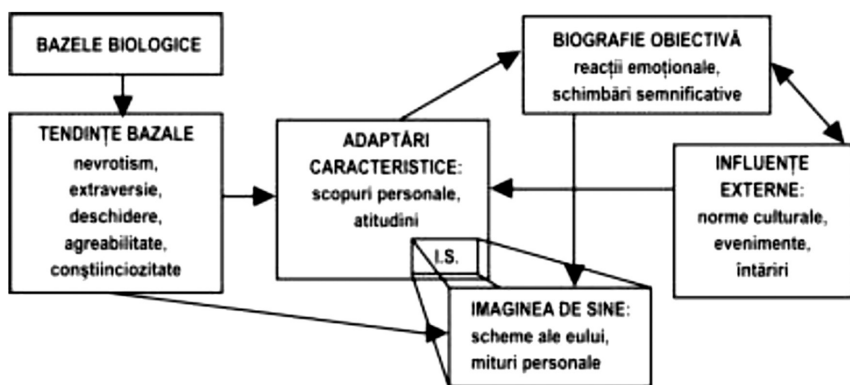 BAZELE BIOLOGICE
TENDINȚE BAZALE
nevrotism,
extraversie,
deschidere,
agreabilitate,
conştiinciozitate
ADAPTĂRI
CARACTERISTICE:
scopuri personale,
atitudini
I.S.
BIOGRAFIE OBIECTIVĂ
reacții emoționale,
schimbări semnificative
INFLUENȚE
EXTERNE:
norme culturale,
evenimente,
întăriri
IMAGINEA DE SINE:
scheme ale eului,
mituri personale